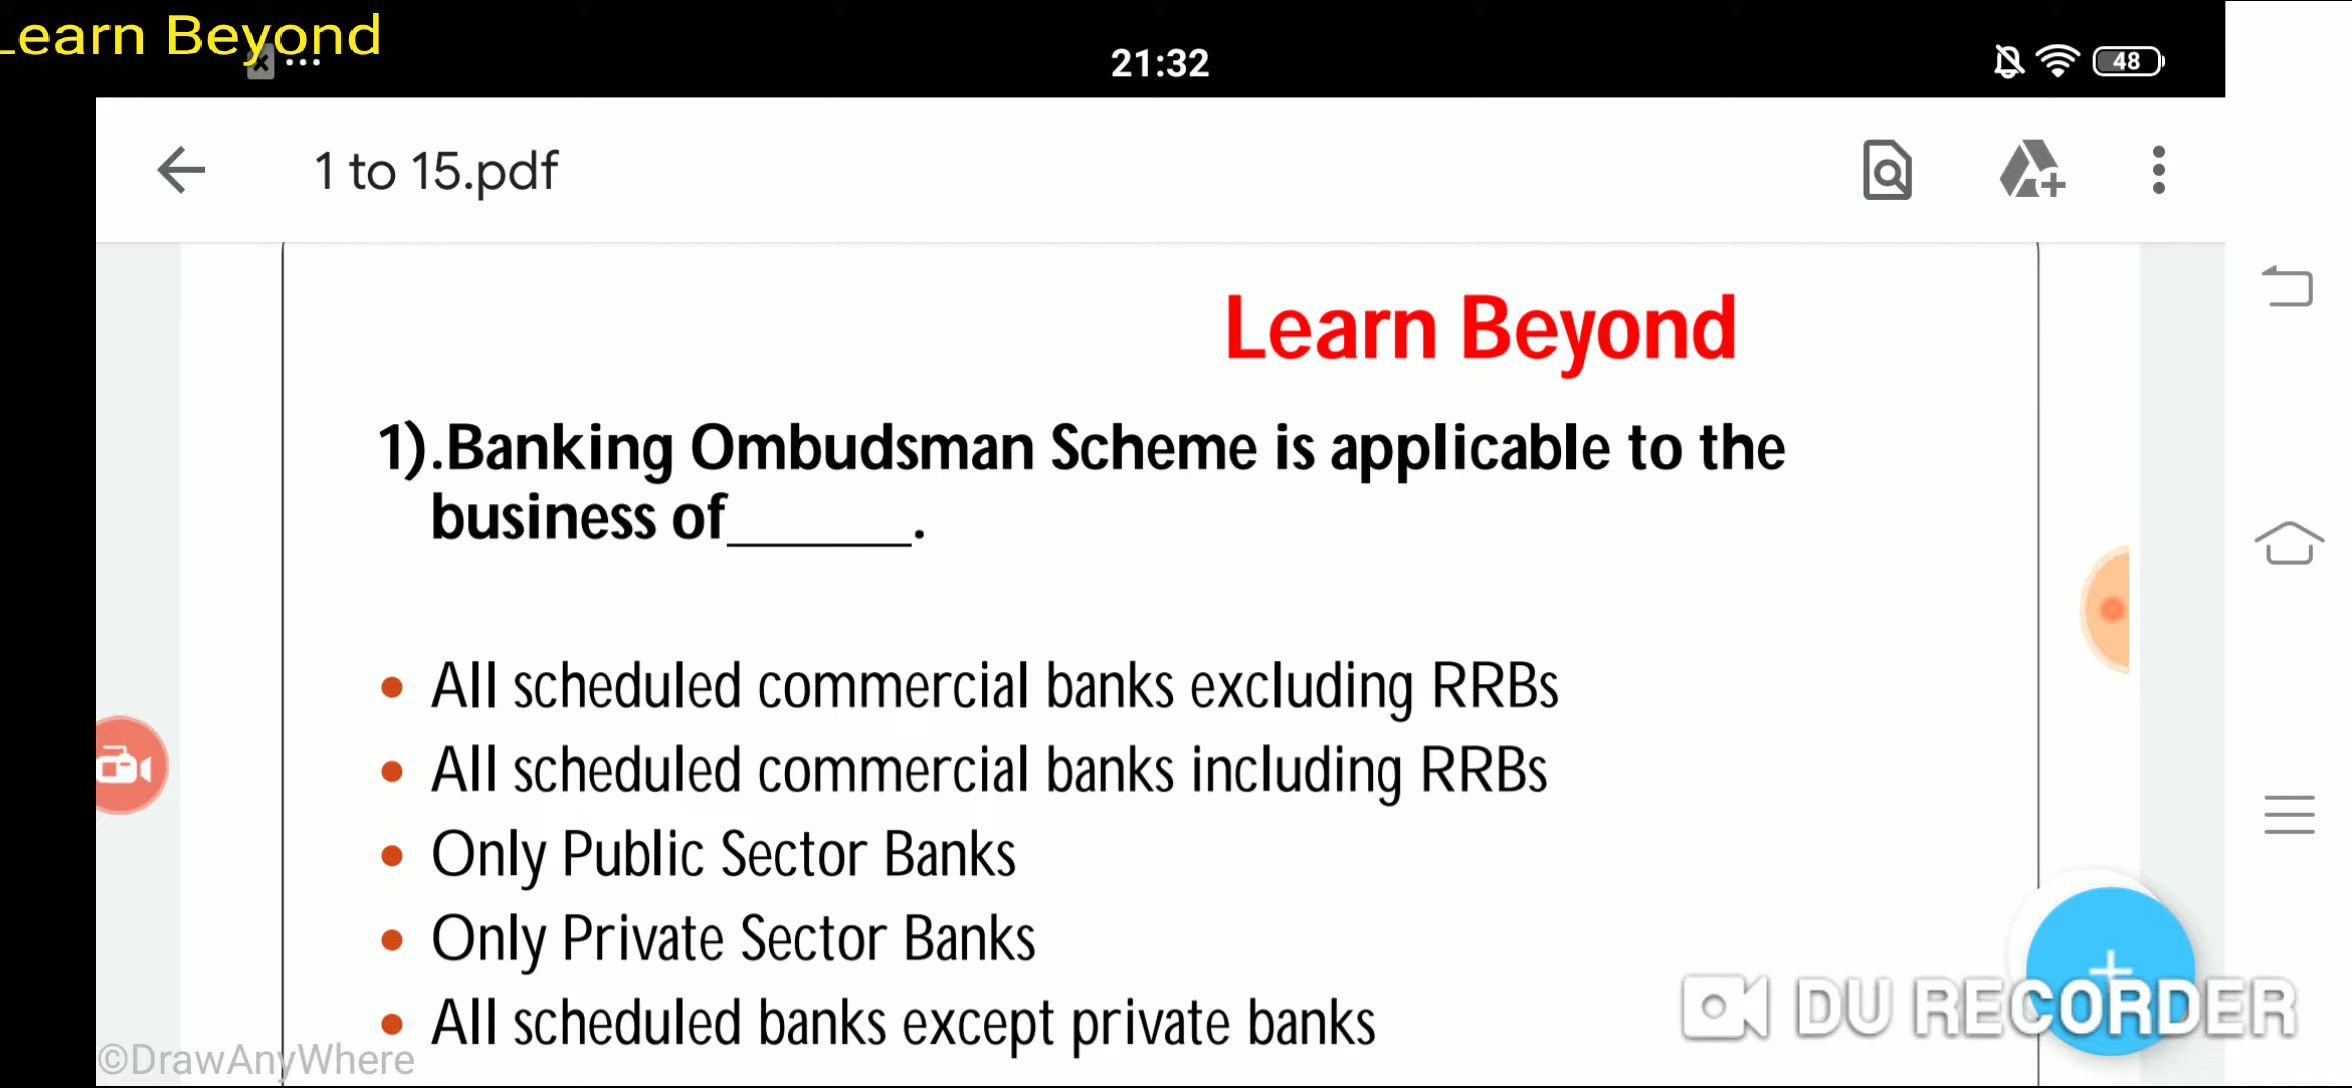 Learn Beyond
21:32
48
1 to 15.pdf
Learn Beyond
1).Banking Ombudsman Scheme is applicable to the
business of_______.
• All scheduled commercial banks excluding RRBs
• All scheduled commercial banks including RRBs
• Only Public Sector Banks
• Only Private Sector Banks
• All scheduled banks except private banks
DU RECORDER
©DrawAnyWhere